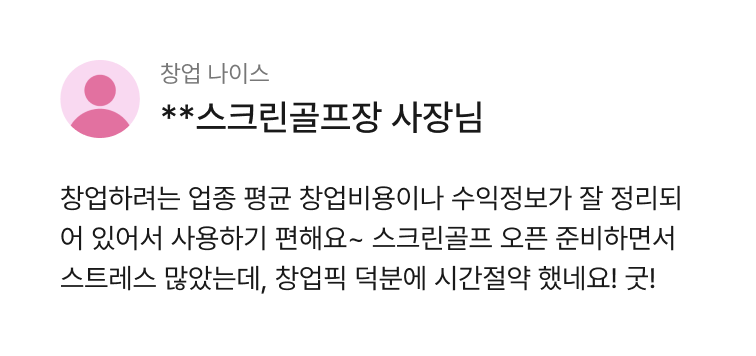 창업 나이스
**스크린골프장 사장님
창업하려는 업종 평균 창업비용이나 수익정보가 잘 정리되
어 있어서 사용하기 편해요~ 스크린골프 오픈 준비하면서
스트레스 많았는데, 창업픽 덕분에 시간절약 했네요! 굿!